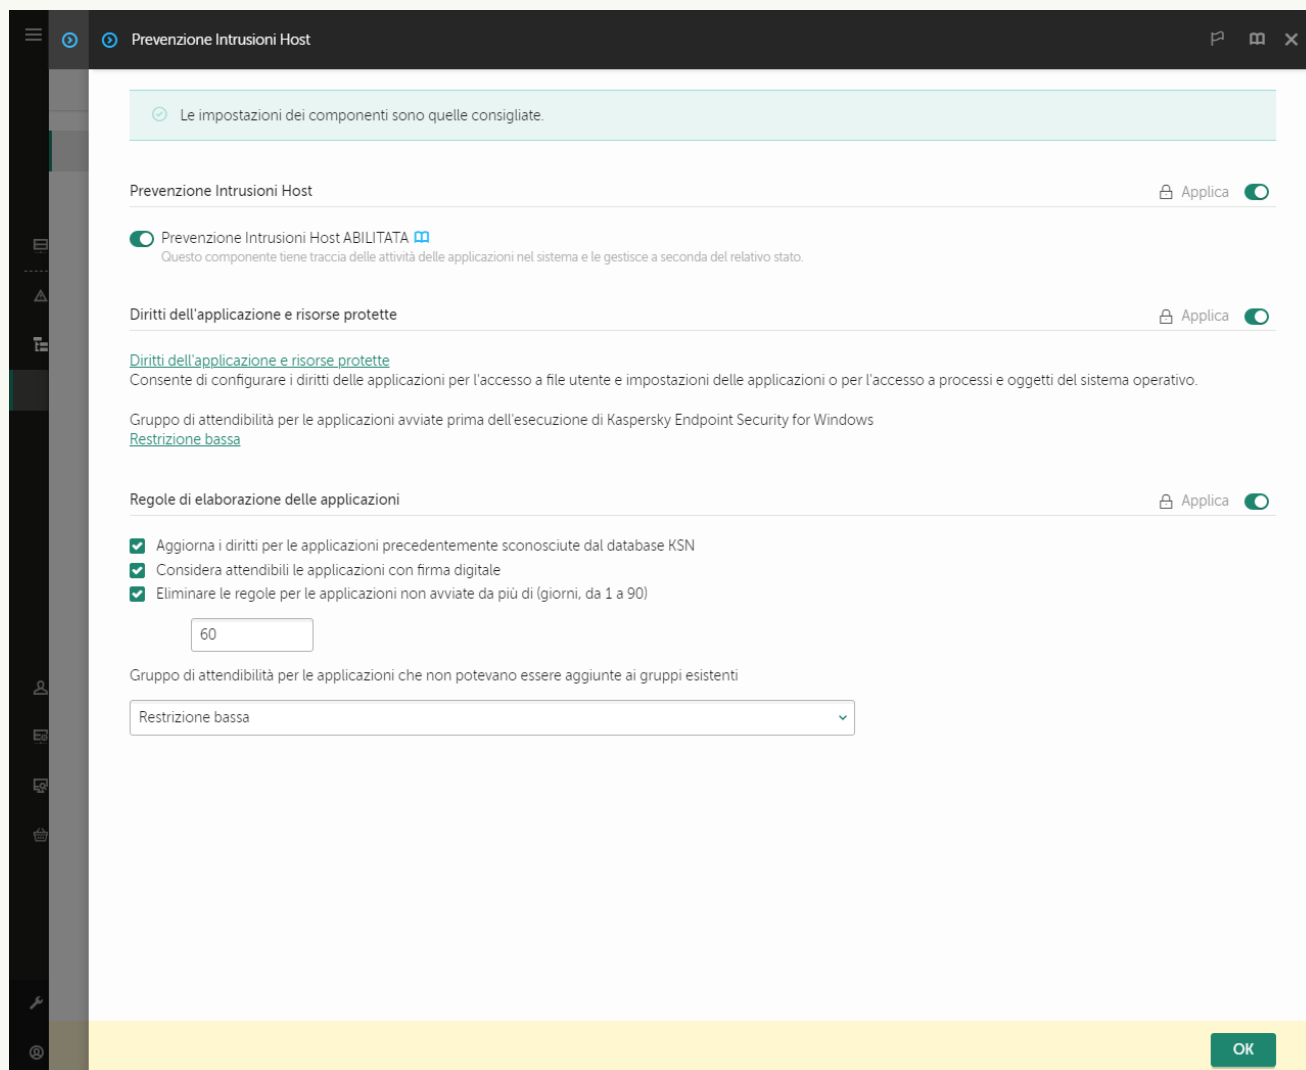 Prevenzione Intrusioni Host
Le impostazioni dei componenti sono quelle consigliate.
Prevenzione Intrusioni Host
Applica
Prevenzione Intrusioni Host ABILITATA
Questo componente tiene traccia delle attività delle applicazioni nel sistema e le gestisce a seconda del relativo stato.
Diritti dell'applicazione e risorse protette
Applica
Diritti dell'applicazione e risorse protette
Consente di configurare i diritti delle applicazioni per l'accesso a file utente e impostazioni delle applicazioni o per l'accesso a processi e oggetti del sistema operativo.
Gruppo di attendibilità per le applicazioni avviate prima dell'esecuzione di Kaspersky Endpoint Security for Windows
Restrizione bassa
Regole di elaborazione delle applicazioni
Applica
Aggiorna i diritti per le applicazioni precedentemente sconosciute dal database KSN
Considera attendibili le applicazioni con firma digitale
Eliminare le regole per le applicazioni non avviate da più di (giorni, da 1 a 90)
60
Gruppo di attendibilità per le applicazioni che non potevano essere aggiunte ai gruppi esistenti
Restrizione bassa
OK